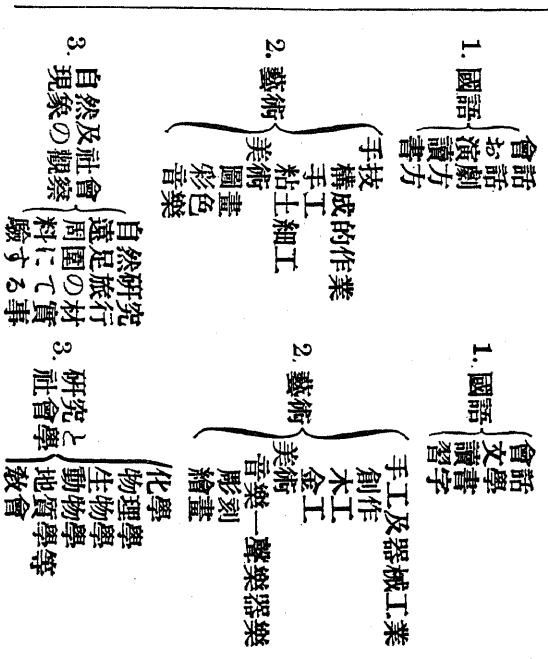 1. 國語
會話
お話
演劇
讀方
書方
2. 藝術
手技
構成的作業
手工
粘土細工
美術
圖畫
彩色
音樂
3. 自然及社會
現象の觀察
自然研究
遠足旅行
周圍の材
料にて實
驗する事
1. 國語
會話
文學
讀書
習字
2. 藝術
手工及器械工業
創作
木工
金工
美術
音樂―聲樂器樂
彫刻
繪畫
3. 研究と
社會學
化學
物理學
生物學
動物學
地質學等
敎會